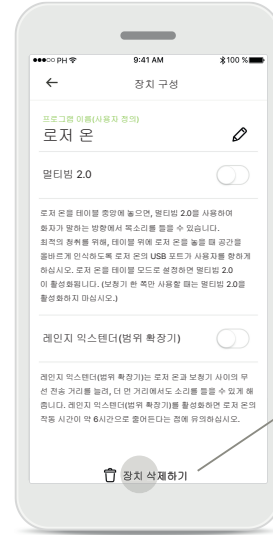 ●●●○○ PH 9:41 AM 100 %
장치 구성
프로그램 이름(사용자 정의)
로저 온
멀티빔 2.0
로저 온을 테이블 중앙에 놓으면, 멀티빔 2.0을 사용하여
화자가 말하는 방향에서 목소리를 들을 수 있습니다.
최적의 청취를 위해, 테이블 위에 로저 온을 놓을 때 공간을
올바르게 인식하도록 로저 온의 USB 포트가 사용자를 향하게
하십시오. 로저 온을 테이블 모드로 설정하면 멀티빔 2.0
이 활성화됩니다. (보청기 한 쪽만 사용할 때는 멀티빔 2.0을
활성화하지 마십시오.)
레인지 익스텐더(범위 확장기)
레인지 익스텐더(범위 확장기)는 로저 온과 보청기 사이의 무
선 전송 거리를 늘려, 더 먼 거리에서도 소리를 들을 수 있게 해
줍니다. 레인지 익스텐더(범위 확장기)를 활성화하면 로저 온의
작동 시간이 약 6시간으로 줄어든다는 점에 유의하십시오.
장치 삭제하기